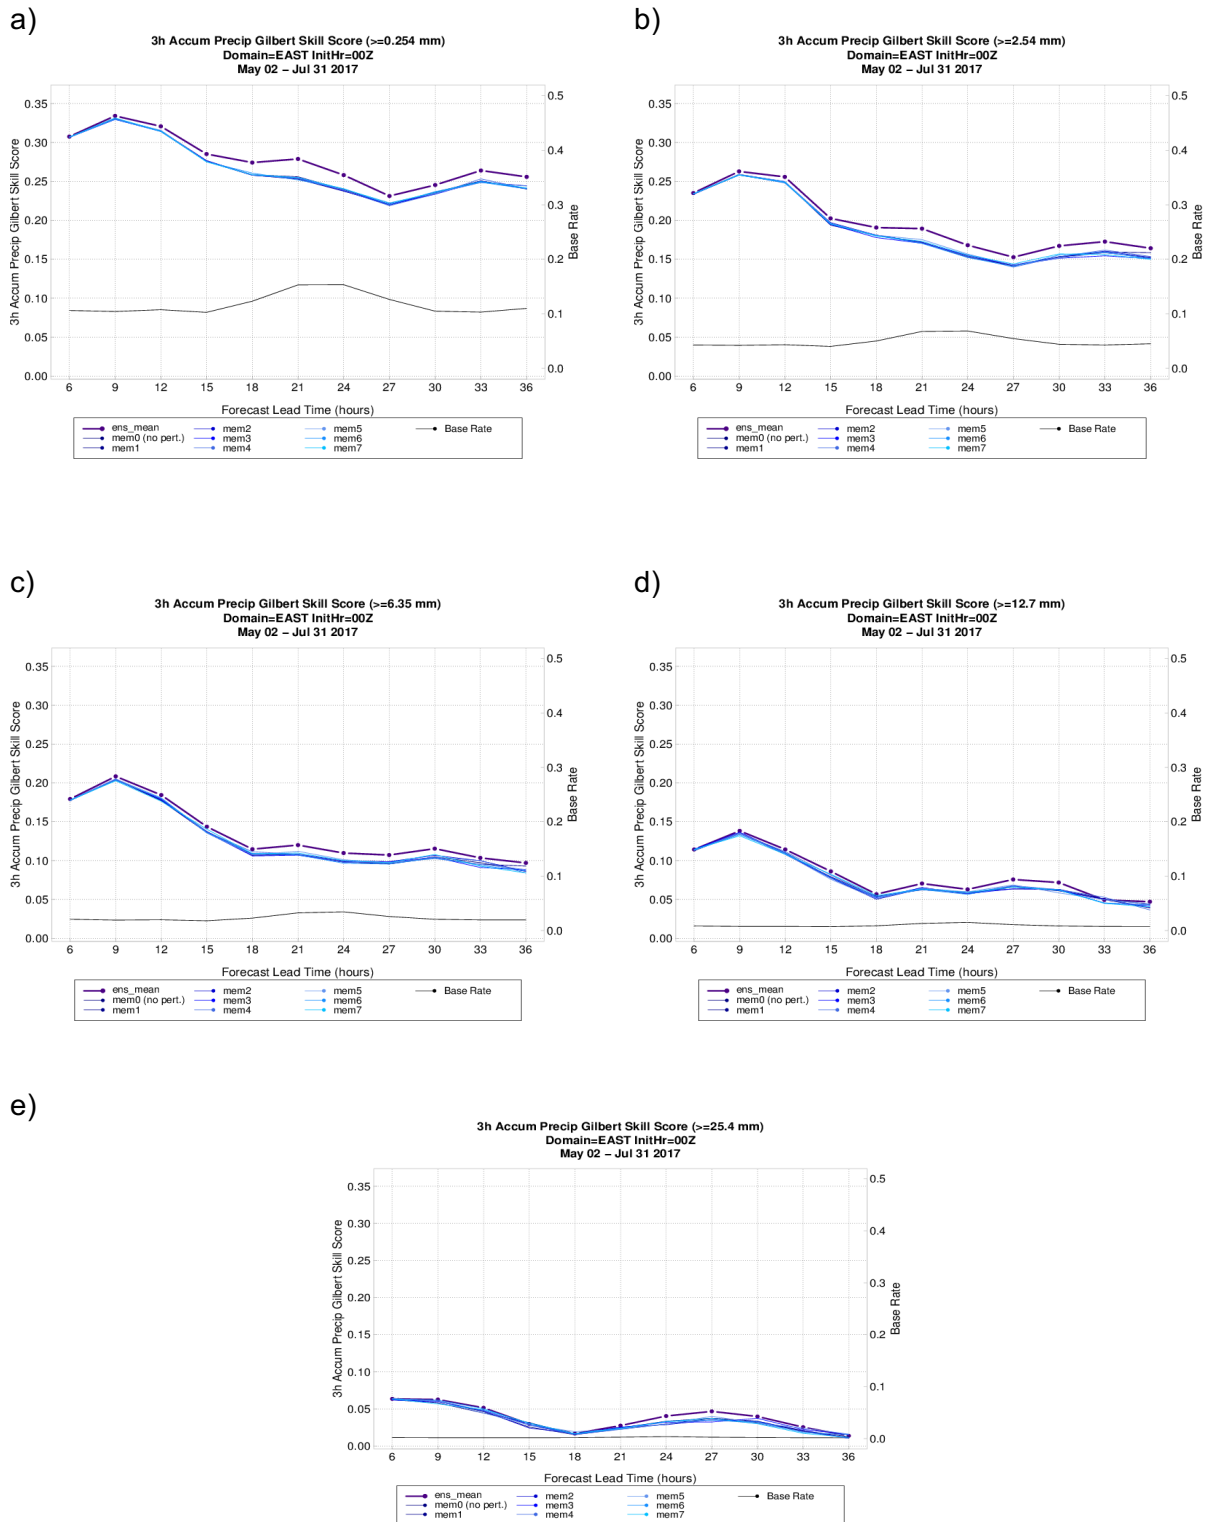 a)
3h Accum Precip Gilbert Skill Score (>=0.254 mm)
Domain=EAST InitHr=00Z
May 02 – Jul 31 2017
0.35
0.30
0.25
0.20
0.15
0.10
0.05
0.00
3h Accum Precip Gilbert Skill Score
0.5
0.4
0.3
0.2
0.1
0.0
Base Rate
6 9 12 15 18 21 24 27 30 33 36
Forecast Lead Time (hours)
ens_mean mem2 mem5 Base Rate
mem0 (no pert.) mem3 mem6
mem1 mem4 mem7
b)
3h Accum Precip Gilbert Skill Score (>=2.54 mm)
Domain=EAST InitHr=00Z
May 02 – Jul 31 2017
0.35
0.30
0.25
0.20
0.15
0.10
0.05
0.00
3h Accum Precip Gilbert Skill Score
0.5
0.4
0.3
0.2
0.1
0.0
Base Rate
6 9 12 15 18 21 24 27 30 33 36
Forecast Lead Time (hours)
ens_mean mem2 mem5 Base Rate
mem0 (no pert.) mem3 mem6
mem1 mem4 mem7
c)
3h Accum Precip Gilbert Skill Score (>=6.35 mm)
Domain=EAST InitHr=00Z
May 02 – Jul 31 2017
0.35
0.30
0.25
0.20
0.15
0.10
0.05
0.00
3h Accum Precip Gilbert Skill Score
0.5
0.4
0.3
0.2
0.1
0.0
Base Rate
6 9 12 15 18 21 24 27 30 33 36
Forecast Lead Time (hours)
ens_mean mem2 mem5 Base Rate
mem0 (no pert.) mem3 mem6
mem1 mem4 mem7
d)
3h Accum Precip Gilbert Skill Score (>=12.7 mm)
Domain=EAST InitHr=00Z
May 02 – Jul 31 2017
0.35
0.30
0.25
0.20
0.15
0.10
0.05
0.00
3h Accum Precip Gilbert Skill Score
0.5
0.4
0.3
0.2
0.1
0.0
Base Rate
6 9 12 15 18 21 24 27 30 33 36
Forecast Lead Time (hours)
ens_mean mem2 mem5 Base Rate
mem0 (no pert.) mem3 mem6
mem1 mem4 mem7
e)
3h Accum Precip Gilbert Skill Score (>=25.4 mm)
Domain=EAST InitHr=00Z
May 02 – Jul 31 2017
0.35
0.30
0.25
0.20
0.15
0.10
0.05
0.00
3h Accum Precip Gilbert Skill Score
0.5
0.4
0.3
0.2
0.1
0.0
Base Rate
6 9 12 15 18 21 24 27 30 33 36
Forecast Lead Time (hours)
ens_mean mem2 mem5 Base Rate
mem0 (no pert.) mem3 mem6
mem1 mem4 mem7